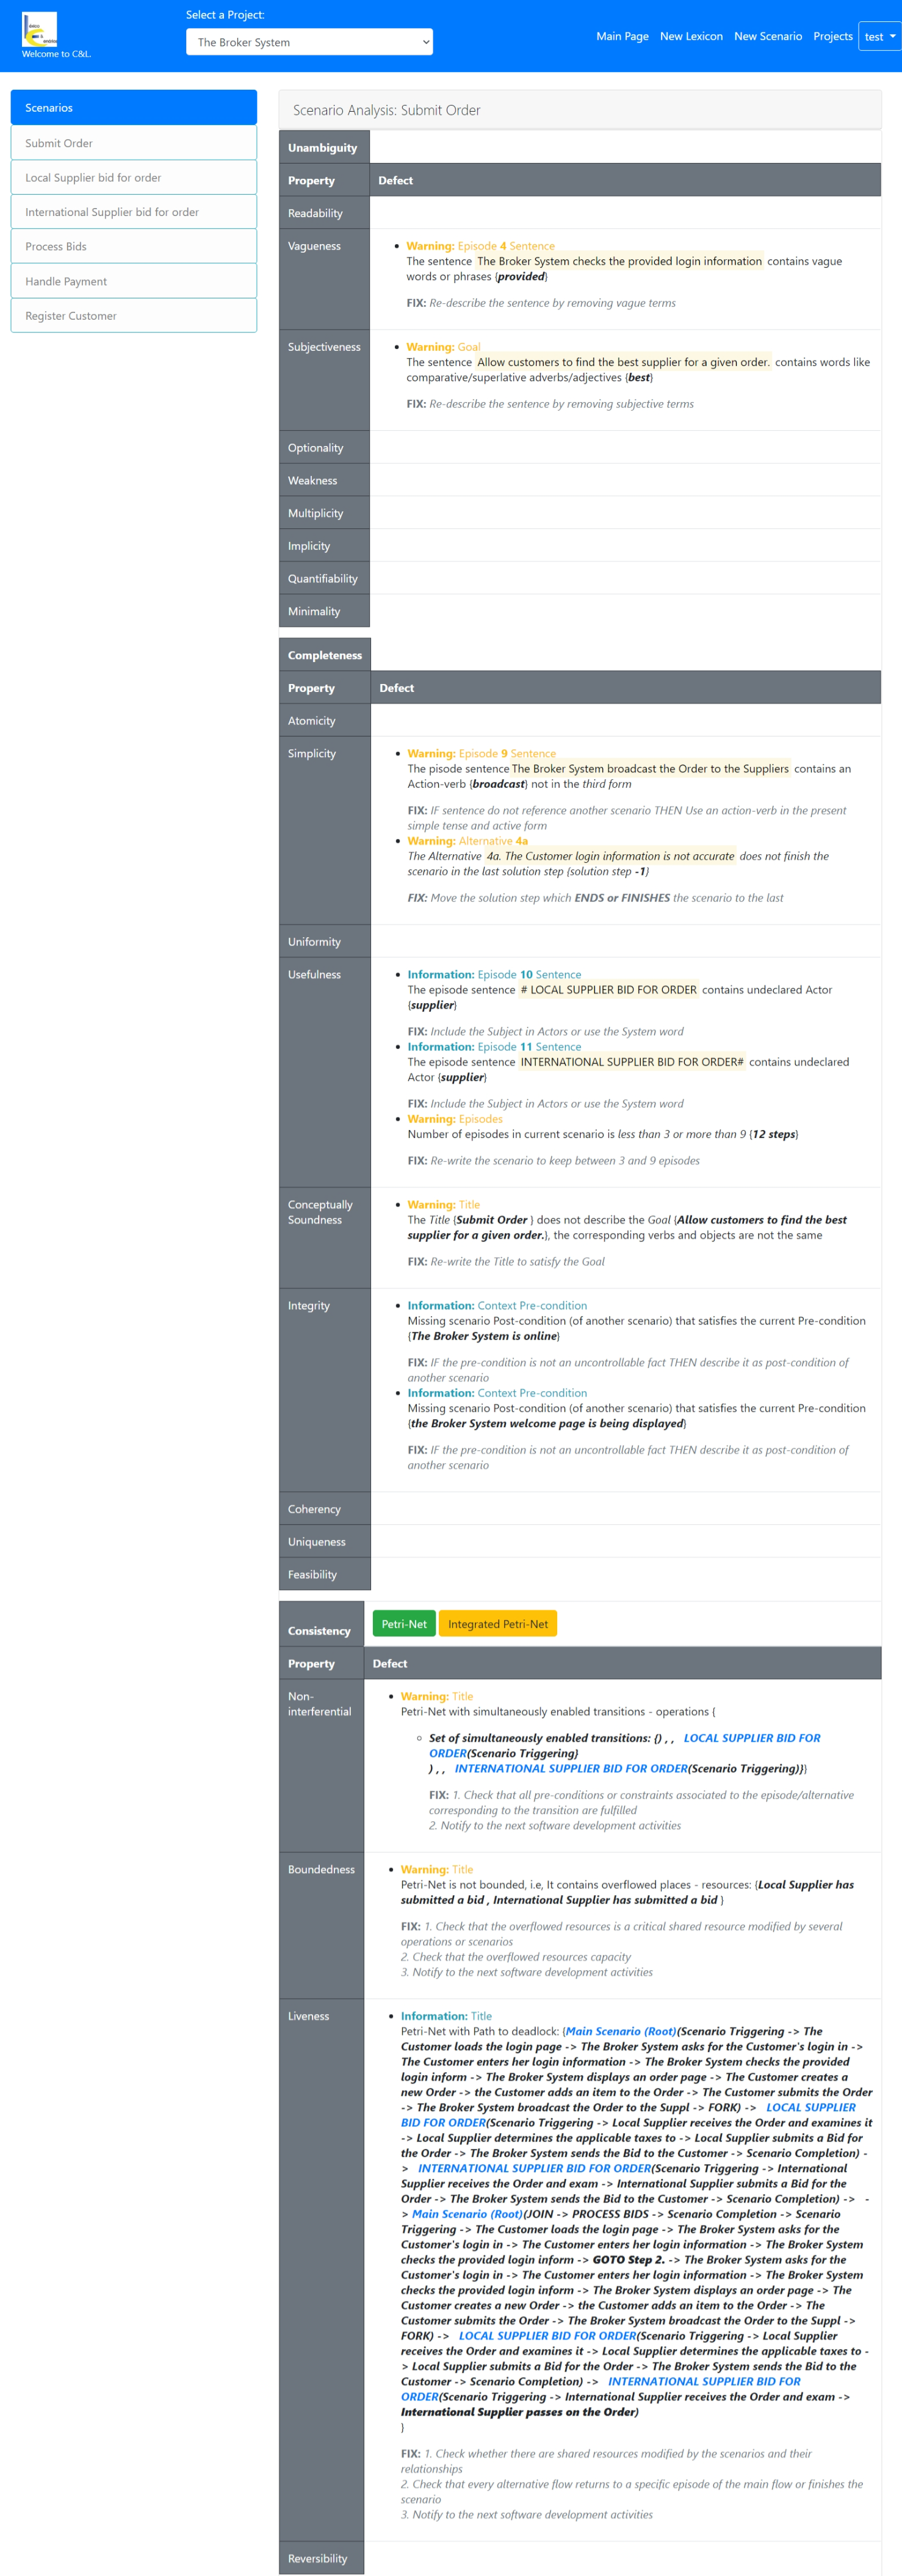 Select a Project:
The Broker System
Welcome to C&L.
Main Page New Lexicon New Scenario Projects test
Scenarios
Submit Order
Local Supplier bid for order
International Supplier bid for order
Process Bids
Handle Payment
Register Customer
Scenario Analysis: Submit Order
Unambiguity
Property Defect
Readability
Vagueness
Warning: Episode 4 Sentence
The sentence The Broker System checks the provided login information contains vague
words or phrases {provided}
FIX: Re-describe the sentence by removing vague terms
Subjectiveness
Warning: Goal
The sentence Allow customers to find the best supplier for a given order. contains words like
comparative/superlative adverbs/adjectives {best}
FIX: Re-describe the sentence by removing subjective terms
Optionality
Weakness
Multiplicity
Implicity
Quantifiability
Minimality
Completeness
Property Defect
Atomicity
Simplicity
Warning: Episode 9 Sentence
The pisode sentence The Broker System broadcast the Order to the Suppliers contains an
Action-verb {broadcast} not in the third form
FIX: IF sentence do not reference another scenario THEN Use an action-verb in the present
simple tense and active form
Warning: Alternative 4a
The Alternative 4a. The Customer login information is not accurate does not finish the
scenario in the last solution step {solution step -1}
FIX: Move the solution step which ENDS or FINISHES the scenario to the last
Uniformity
Usefulness
Information: Episode 10 Sentence
The episode sentence # LOCAL SUPPLIER BID FOR ORDER contains undeclared Actor
{supplier}
FIX: Include the Subject in Actors or use the System word
Information: Episode 11 Sentence
The episode sentence INTERNATIONAL SUPPLIER BID FOR ORDER# contains undeclared
Actor {supplier}
FIX: Include the Subject in Actors or use the System word
Warning: Episodes
Number of episodes in current scenario is less than 3 or more than 9 {12 steps}
FIX: Re-write the scenario to keep between 3 and 9 episodes
Conceptually
Soundness
Warning: Title
The Title {Submit Order } does not describe the Goal {Allow customers to find the best
supplier for a given order.}, the corresponding verbs and objects are not the same
FIX: Re-write the Title to satisfy the Goal
Integrity
Information: Context Pre-condition
Missing scenario Post-condition (of another scenario) that satisfies the current Pre-condition
{The Broker System is online}
FIX: IF the pre-condition is not an uncontrollable fact THEN describe it as post-condition of
another scenario
Information: Context Pre-condition
Missing scenario Post-condition (of another scenario) that satisfies the current Pre-condition
{the Broker System welcome page is being displayed}
FIX: IF the pre-condition is not an uncontrollable fact THEN describe it as post-condition of
another scenario
Coherency
Uniqueness
Feasibility
Consistency
Petri-Net Integrated Petri-Net
Property Defect
Non-
interferential
Warning: Title
Petri-Net with simultaneously enabled transitions - operations {
Set of simultaneously enabled transitions: {) , , LOCAL SUPPLIER BID FOR
ORDER(Scenario Triggering)
) , , INTERNATIONAL SUPPLIER BID FOR ORDER(Scenario Triggering)}}
FIX: 1. Check that all pre-conditions or constraints associated to the episode/alternative
corresponding to the transition are fulfilled
2. Notify to the next software development activities
Boundedness
Warning: Title
Petri-Net is not bounded, i.e, It contains overflowed places - resources: {Local Supplier has
submitted a bid , International Supplier has submitted a bid }
FIX: 1. Check that the overflowed resources is a critical shared resource modified by several
operations or scenarios
2. Check that the overflowed resources capacity
3. Notify to the next software development activities
Liveness
Information: Title
Petri-Net with Path to deadlock: {Main Scenario (Root)(Scenario Triggering -> The
Customer loads the login page -> The Broker System asks for the Customer's login in ->
The Customer enters her login information -> The Broker System checks the provided
login inform -> The Broker System displays an order page -> The Customer creates a
new Order -> the Customer adds an item to the Order -> The Customer submits the Order
-> The Broker System broadcast the Order to the Suppl -> FORK) -> LOCAL SUPPLIER
BID FOR ORDER(Scenario Triggering -> Local Supplier receives the Order and examines it
-> Local Supplier determines the applicable taxes to -> Local Supplier submits a Bid for
the Order -> The Broker System sends the Bid to the Customer -> Scenario Completion) -
> INTERNATIONAL SUPPLIER BID FOR ORDER(Scenario Triggering -> International
Supplier receives the Order and exam -> International Supplier submits a Bid for the
Order -> The Broker System sends the Bid to the Customer -> Scenario Completion) -> -
> Main Scenario (Root)(JOIN -> PROCESS BIDS -> Scenario Completion -> Scenario
Triggering -> The Customer loads the login page -> The Broker System asks for the
Customer's login in -> The Customer enters her login information -> The Broker System
checks the provided login inform -> GOTO Step 2. -> The Broker System asks for the
Customer's login in -> The Customer enters her login information -> The Broker System
checks the provided login inform -> The Broker System displays an order page -> The
Customer creates a new Order -> the Customer adds an item to the Order -> The
Customer submits the Order -> The Broker System broadcast the Order to the Suppl ->
FORK) -> LOCAL SUPPLIER BID FOR ORDER(Scenario Triggering -> Local Supplier
receives the Order and examines it -> Local Supplier determines the applicable taxes to -
> Local Supplier submits a Bid for the Order -> The Broker System sends the Bid to the
Customer -> Scenario Completion) -> INTERNATIONAL SUPPLIER BID FOR
ORDER(Scenario Triggering -> International Supplier receives the Order and exam ->
International Supplier passes on the Order)
}
FIX: 1. Check whether there are shared resources modified by the scenarios and their
relationships
2. Check that every alternative flow returns to a specific episode of the main flow or finishes the
scenario
3. Notify to the next software development activities
Reversibility